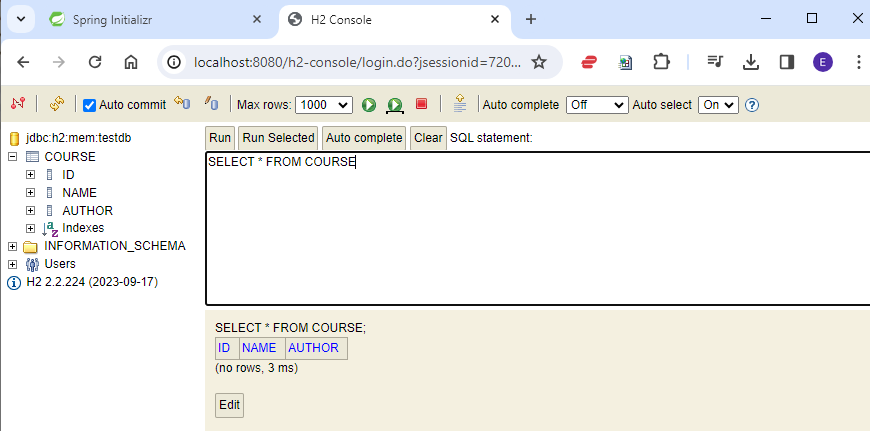 Spring Initializr
H2 Console
localhost:8080/h2-console/login.do?jsessionid=720...
E
Auto commit
Max rows: 1000
Auto complete Off
Auto select On
jdbc:h2:mem:testdb
COURSE
ID
NAME
AUTHOR
Indexes
INFORMATION_SCHEMA
Users
H2 2.2.224 (2023-09-17)
Run Run Selected Auto complete Clear SQL statement:
SELECT * FROM COURSE
SELECT * FROM COURSE;
ID NAME AUTHOR
(no rows, 3 ms)
Edit